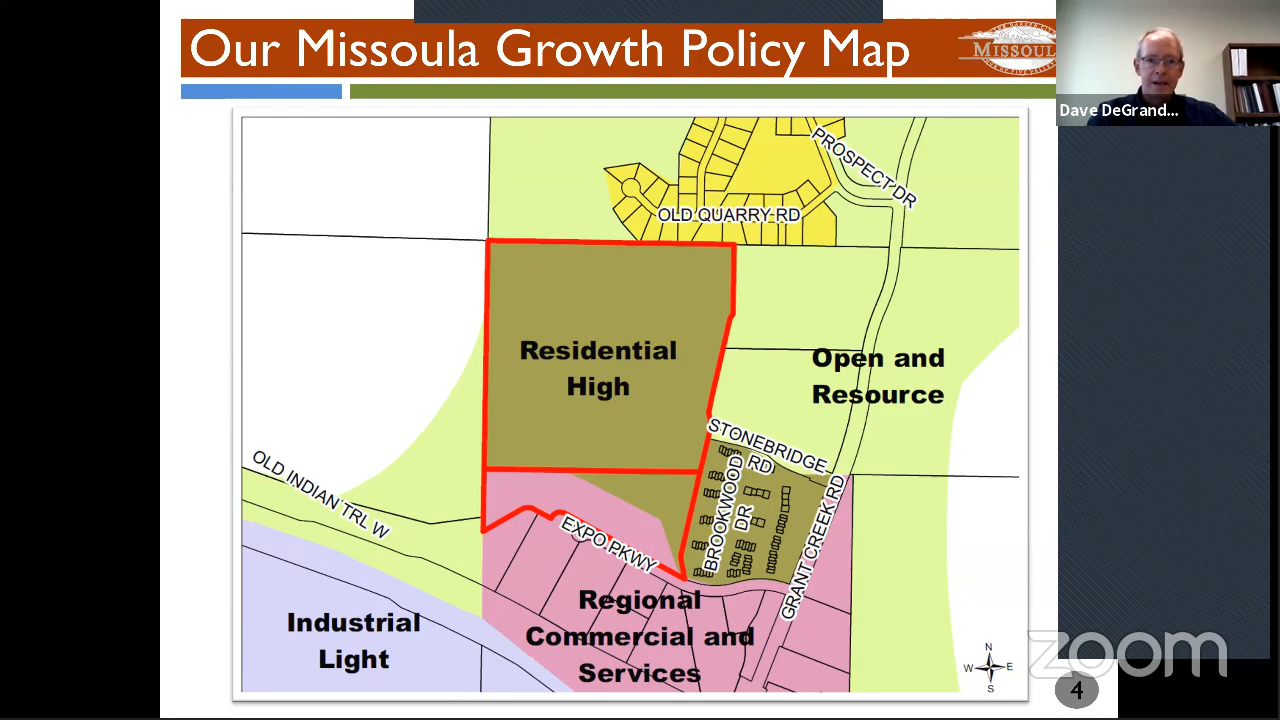 Our Missoula Growth Policy Map
MISSOULA
Dave DeGrand...
PROSPECT DR
OLD QUARRY RD
Residential
High
Open and
Resource
STONEBRIDGE
RD
BROOKWOOD
DR
OLD INDIAN TRL W
EXPO PKWY
GRANT CREEK RD
Regional
Commercial and
Services
Industrial
Light
N
W E
S
zoom
4